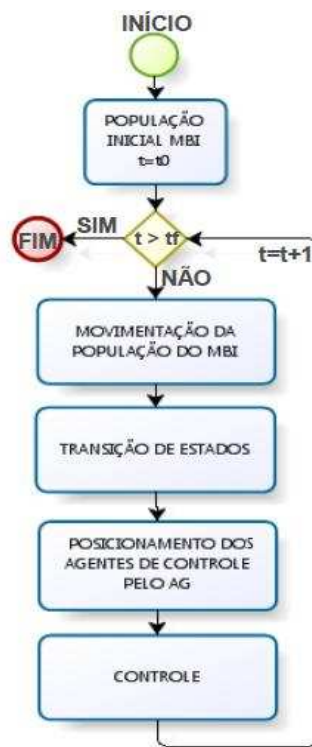 INÍCIO
POPULAÇÃO
INICIAL MBI
t=t0
SIM
FIM
t > tf
t=t+1
NÃO
MOVIMENTAÇÃO DA
POPULAÇÃO DO MBI
TRANSIÇÃO DE ESTADOS
POSICIONAMENTO DOS
AGENTES DE CONTROLE
PELO AG
CONTROLE